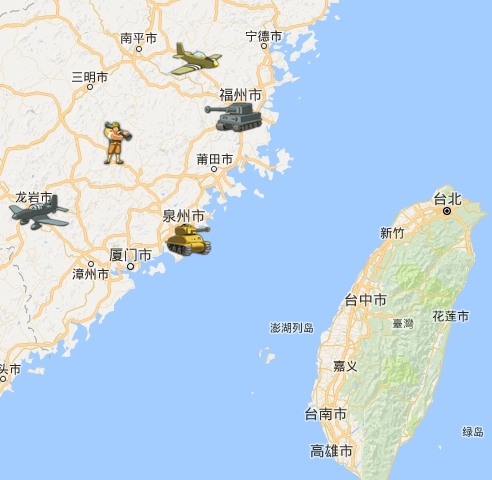 宁德市
南平市
三明市
福州市
莆田市
龙岩市
台北
泉州市
新竹
厦门市
漳州市
台中市
花莲市
臺灣
澎湖列岛
嘉义
头市
台南市
绿岛
高雄市